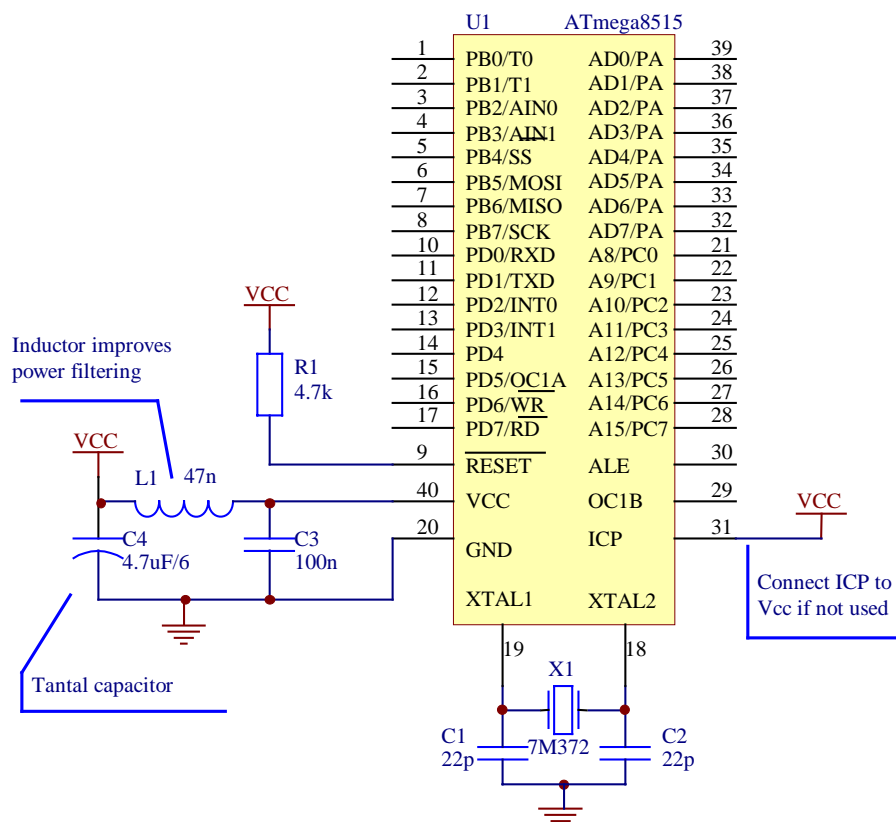 U1 ATmega8515
1 PB0/T0 AD0/PA 39
2 PB1/T1 AD1/PA 38
3 PB2/AIN0 AD2/PA 37
4 PB3/AIN1 AD3/PA 36
5 PB4/SS AD4/PA 35
6 PB5/MOSI AD5/PA 34
7 PB6/MISO AD6/PA 33
8 PB7/SCK AD7/PA 32
10 PD0/RXD A8/PC0 21
11 PD1/TXD A9/PC1 22
12 PD2/INT0 A10/PC2 23
13 PD3/INT1 A11/PC3 24
14 PD4 A12/PC4 25
15 PD5/OC1A A13/PC5 26
16 PD6/WR A14/PC6 27
17 PD7/RD A15/PC7 28
9 RESET ALE 30
40 VCC OC1B 29
20 GND ICP 31
XTAL1 XTAL2
19 18
VCC
R1
4.7k
Inductor improves
power filtering
VCC
L1 47n
C4
4.7uF/6
C3
100n
Tantal capacitor
VCC
Connect ICP to
Vcc if not used
X1
7M372
C1
22p
C2
22p